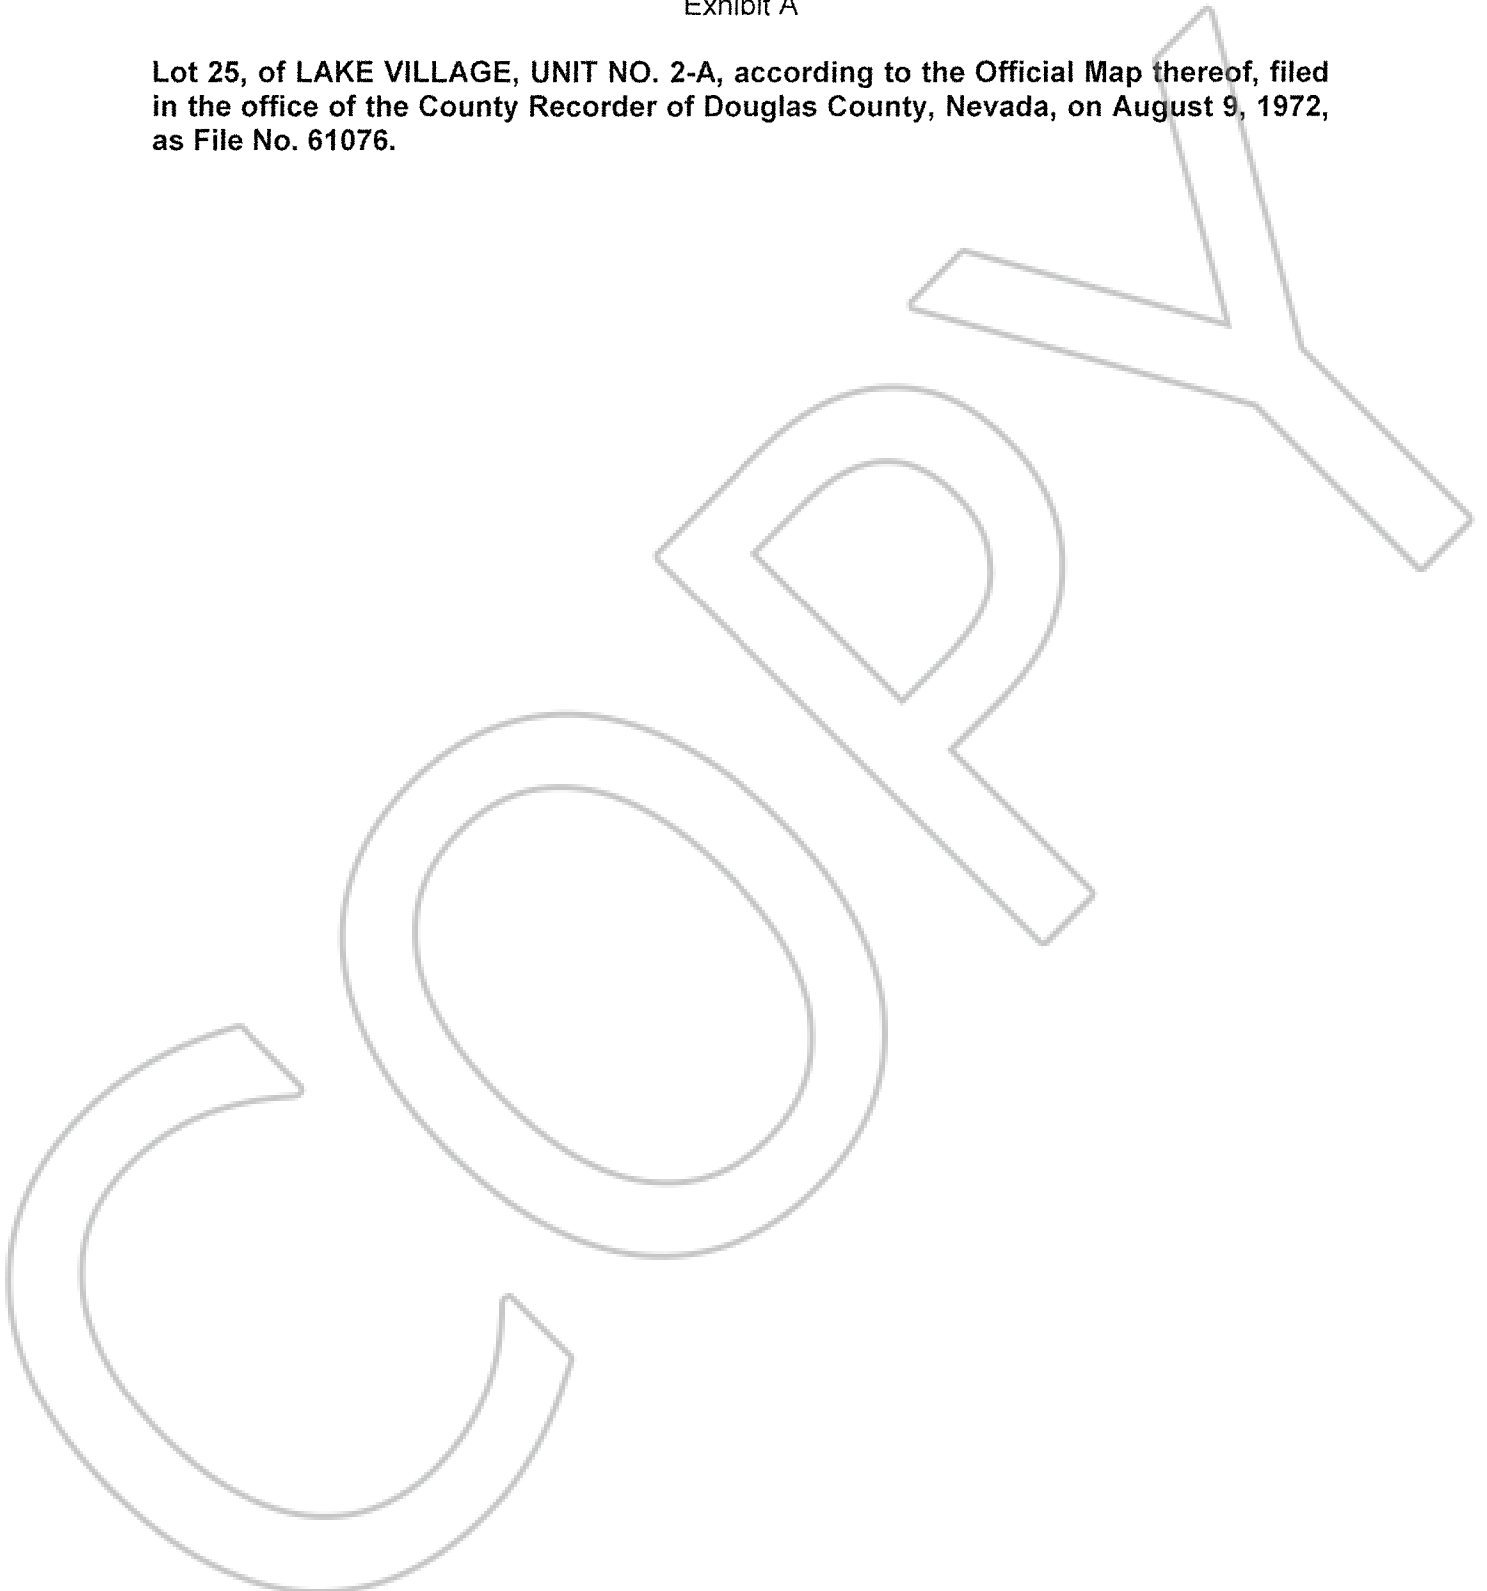 Exhibit A
Lot 25, of LAKE VILLAGE, UNIT NO. 2-A, according to the Official Map thereof, filed
in the office of the County Recorder of Douglas County, Nevada, on August 9, 1972,
as File No. 61076.
COPY